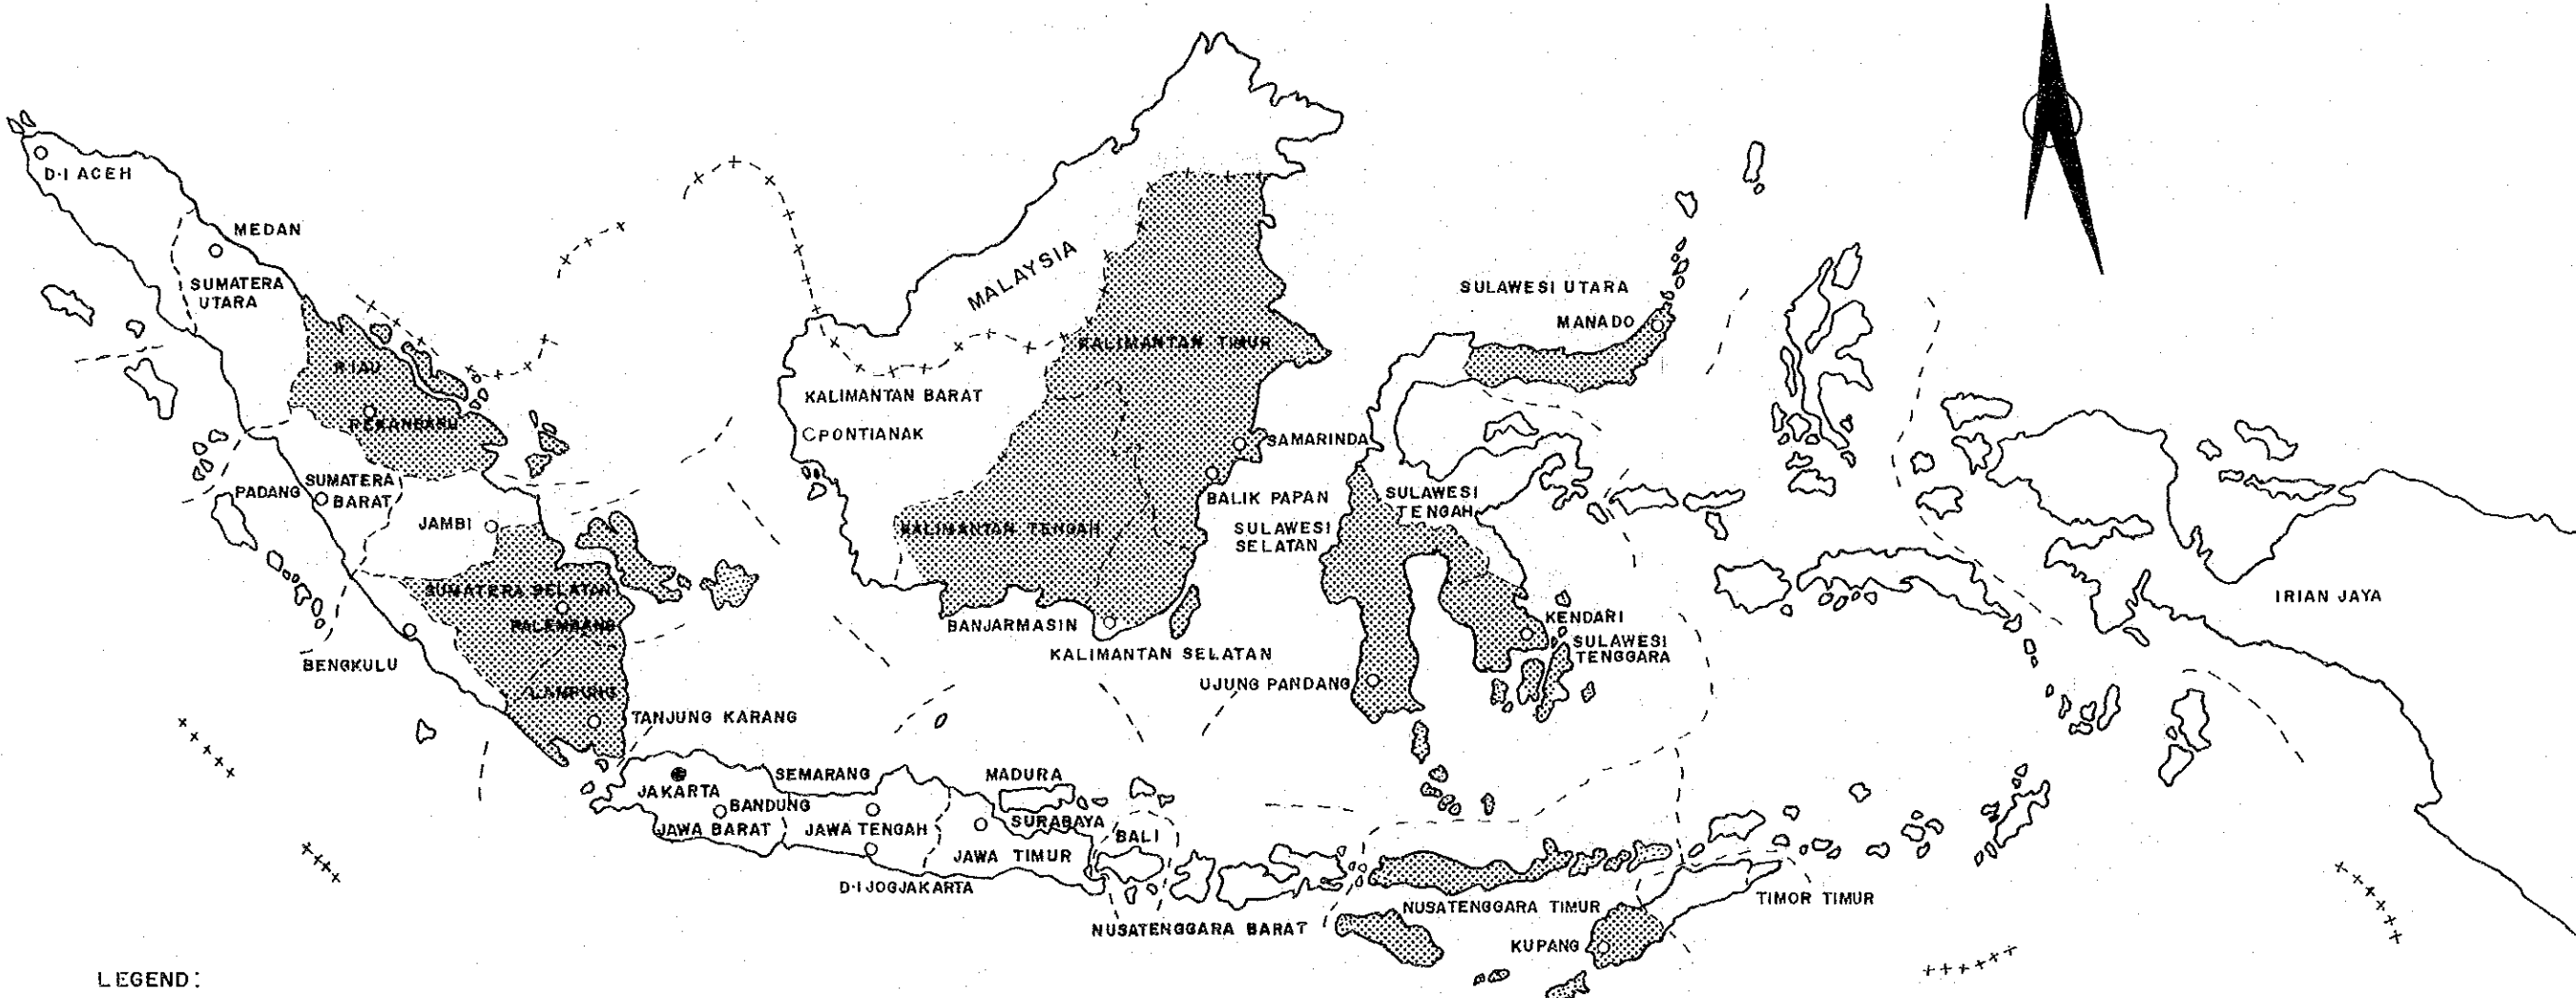 D·I ACEH
MEDAN
SUMATERA
UTARA
RIAU
PEKANBARU
PADANG
SUMATERA
BARAT
JAMBI
SUMATERA SELATAN
PALEMBANG
BENGKULU
LAMPUNG
TANJUNG KARANG
MALAYSIA
KALIMANTAN TIMUR
KALIMANTAN BARAT
PONTIANAK
SAMARINDA
BALIK PAPAN
KALIMANTAN TENGAH
BANJARMASIN
KALIMANTAN SELATAN
SULAWESI UTARA
MANADO
SULAWESI
TENGAH
SULAWESI
SELATAN
KENDARI
SULAWESI
TENGGARA
UJUNG PANDANG
IRIAN JAYA
JAKARTA
BANDUNG
JAWA BARAT
SEMARANG
JAWA TENGAH
D·I JOGJAKARTA
MADURA
SURABAYA
JAWA TIMUR
BALI
NUSATENGGARA BARAT
NUSATENGGARA TIMUR
KUPANG
TIMOR TIMUR
LEGEND: